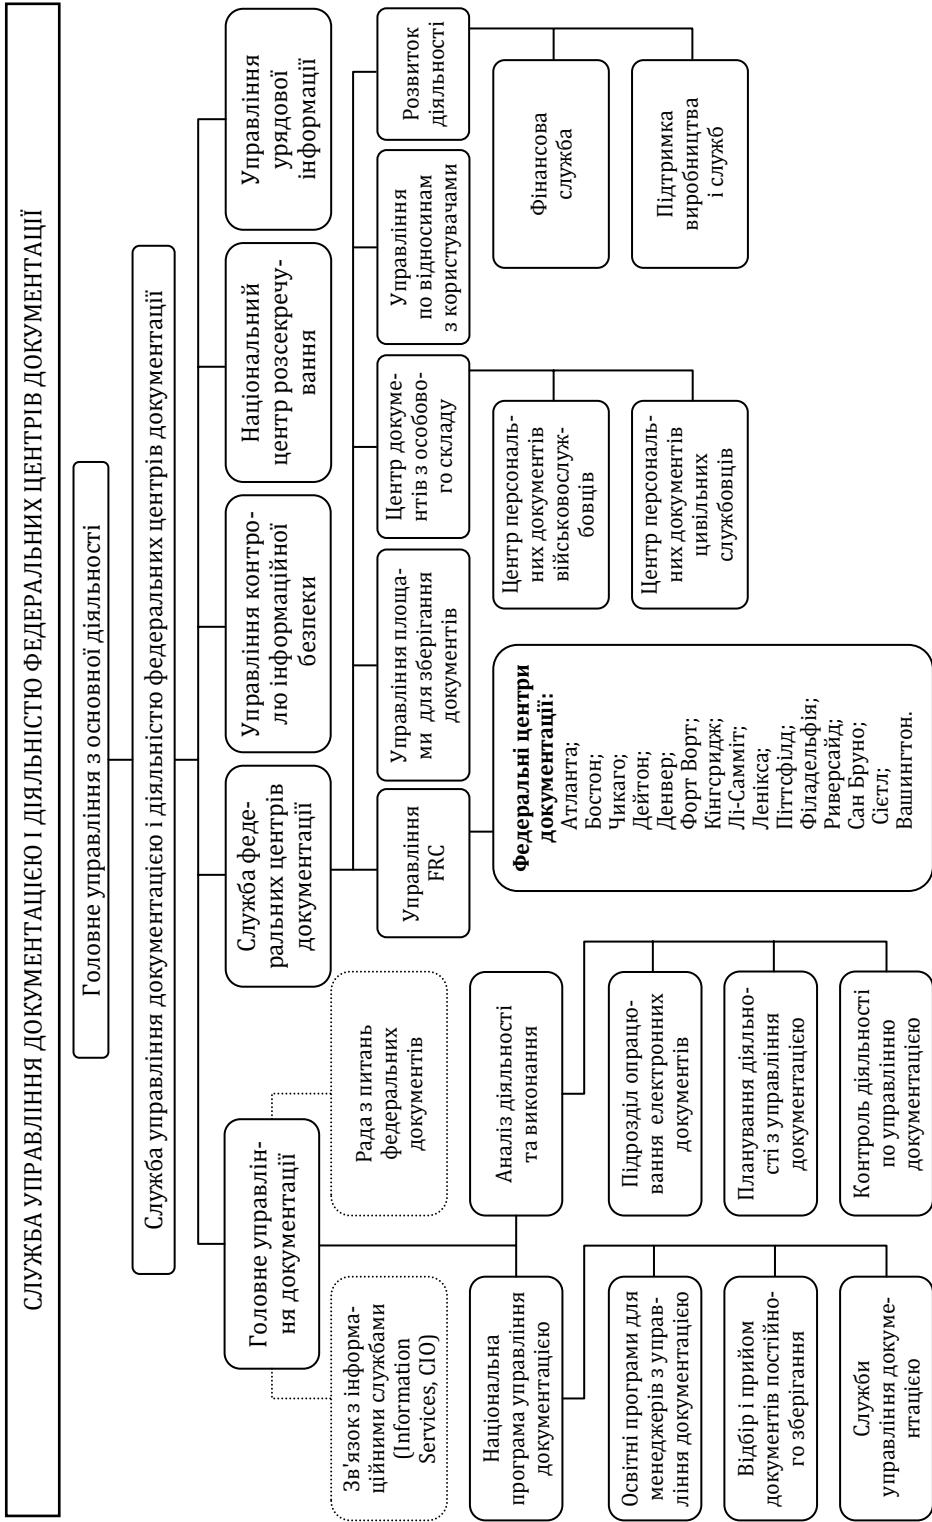 СЛУЖБА УПРАВЛІННЯ ДОКУМЕНТАЦІЄЮ І ДІЯЛЬНІСТЮ ФЕДЕРАЛЬНИХ ЦЕНТРІВ ДОКУМЕНТАЦІЇ
Головне управління з основної діяльності
Служба управління документацією і діяльністю федеральних центрів документації
Головне управлін-
ня документації
Служба феде-
ральних центрів
документації
Управління контро-
лю інформаційної
безпеки
Національний
центр розсекречу-
вання
Управління
урядової
інформації
Зв'язок з інформа-
ційними службами
(Information
Services, CIO)
Рада з питань
федеральних
документів
Національна
програма управління
документацією
Освітні програми для
менеджерів з управ-
ління документацією
Відбір і прийом
документів постійно-
го зберігання
Служби
управління докуме-
нтацією
Аналіз діяльності
та виконання
Підрозділ опрацю-
вання електронних
документів
Планування діяльно-
сті з управління
документацією
Контроль діяльності
по управлінню
документацією
Управління
FRC
Управління площа-
ми для зберігання
документів
Центр докуме-
нтів з особово-
го складу
Управління
по відносинам
з користувачами
Розвиток
діяльності
Федеральні центри
документації:
Атланта;
Бостон;
Чикаго;
Дейтон;
Денвер;
Форт Ворт;
Кінгсридж;
Лі-Самміт;
Ленікса;
Піттсфілд;
Філадельфія;
Риверсайд;
Сан Бруно;
Сієтл;
Вашингтон.
Центр персональ-
них документів
військовослуж-
бовців
Центр персональ-
них документів
цивільних
службовців
Фінансова
служба
Підтримка
виробництва
і служб